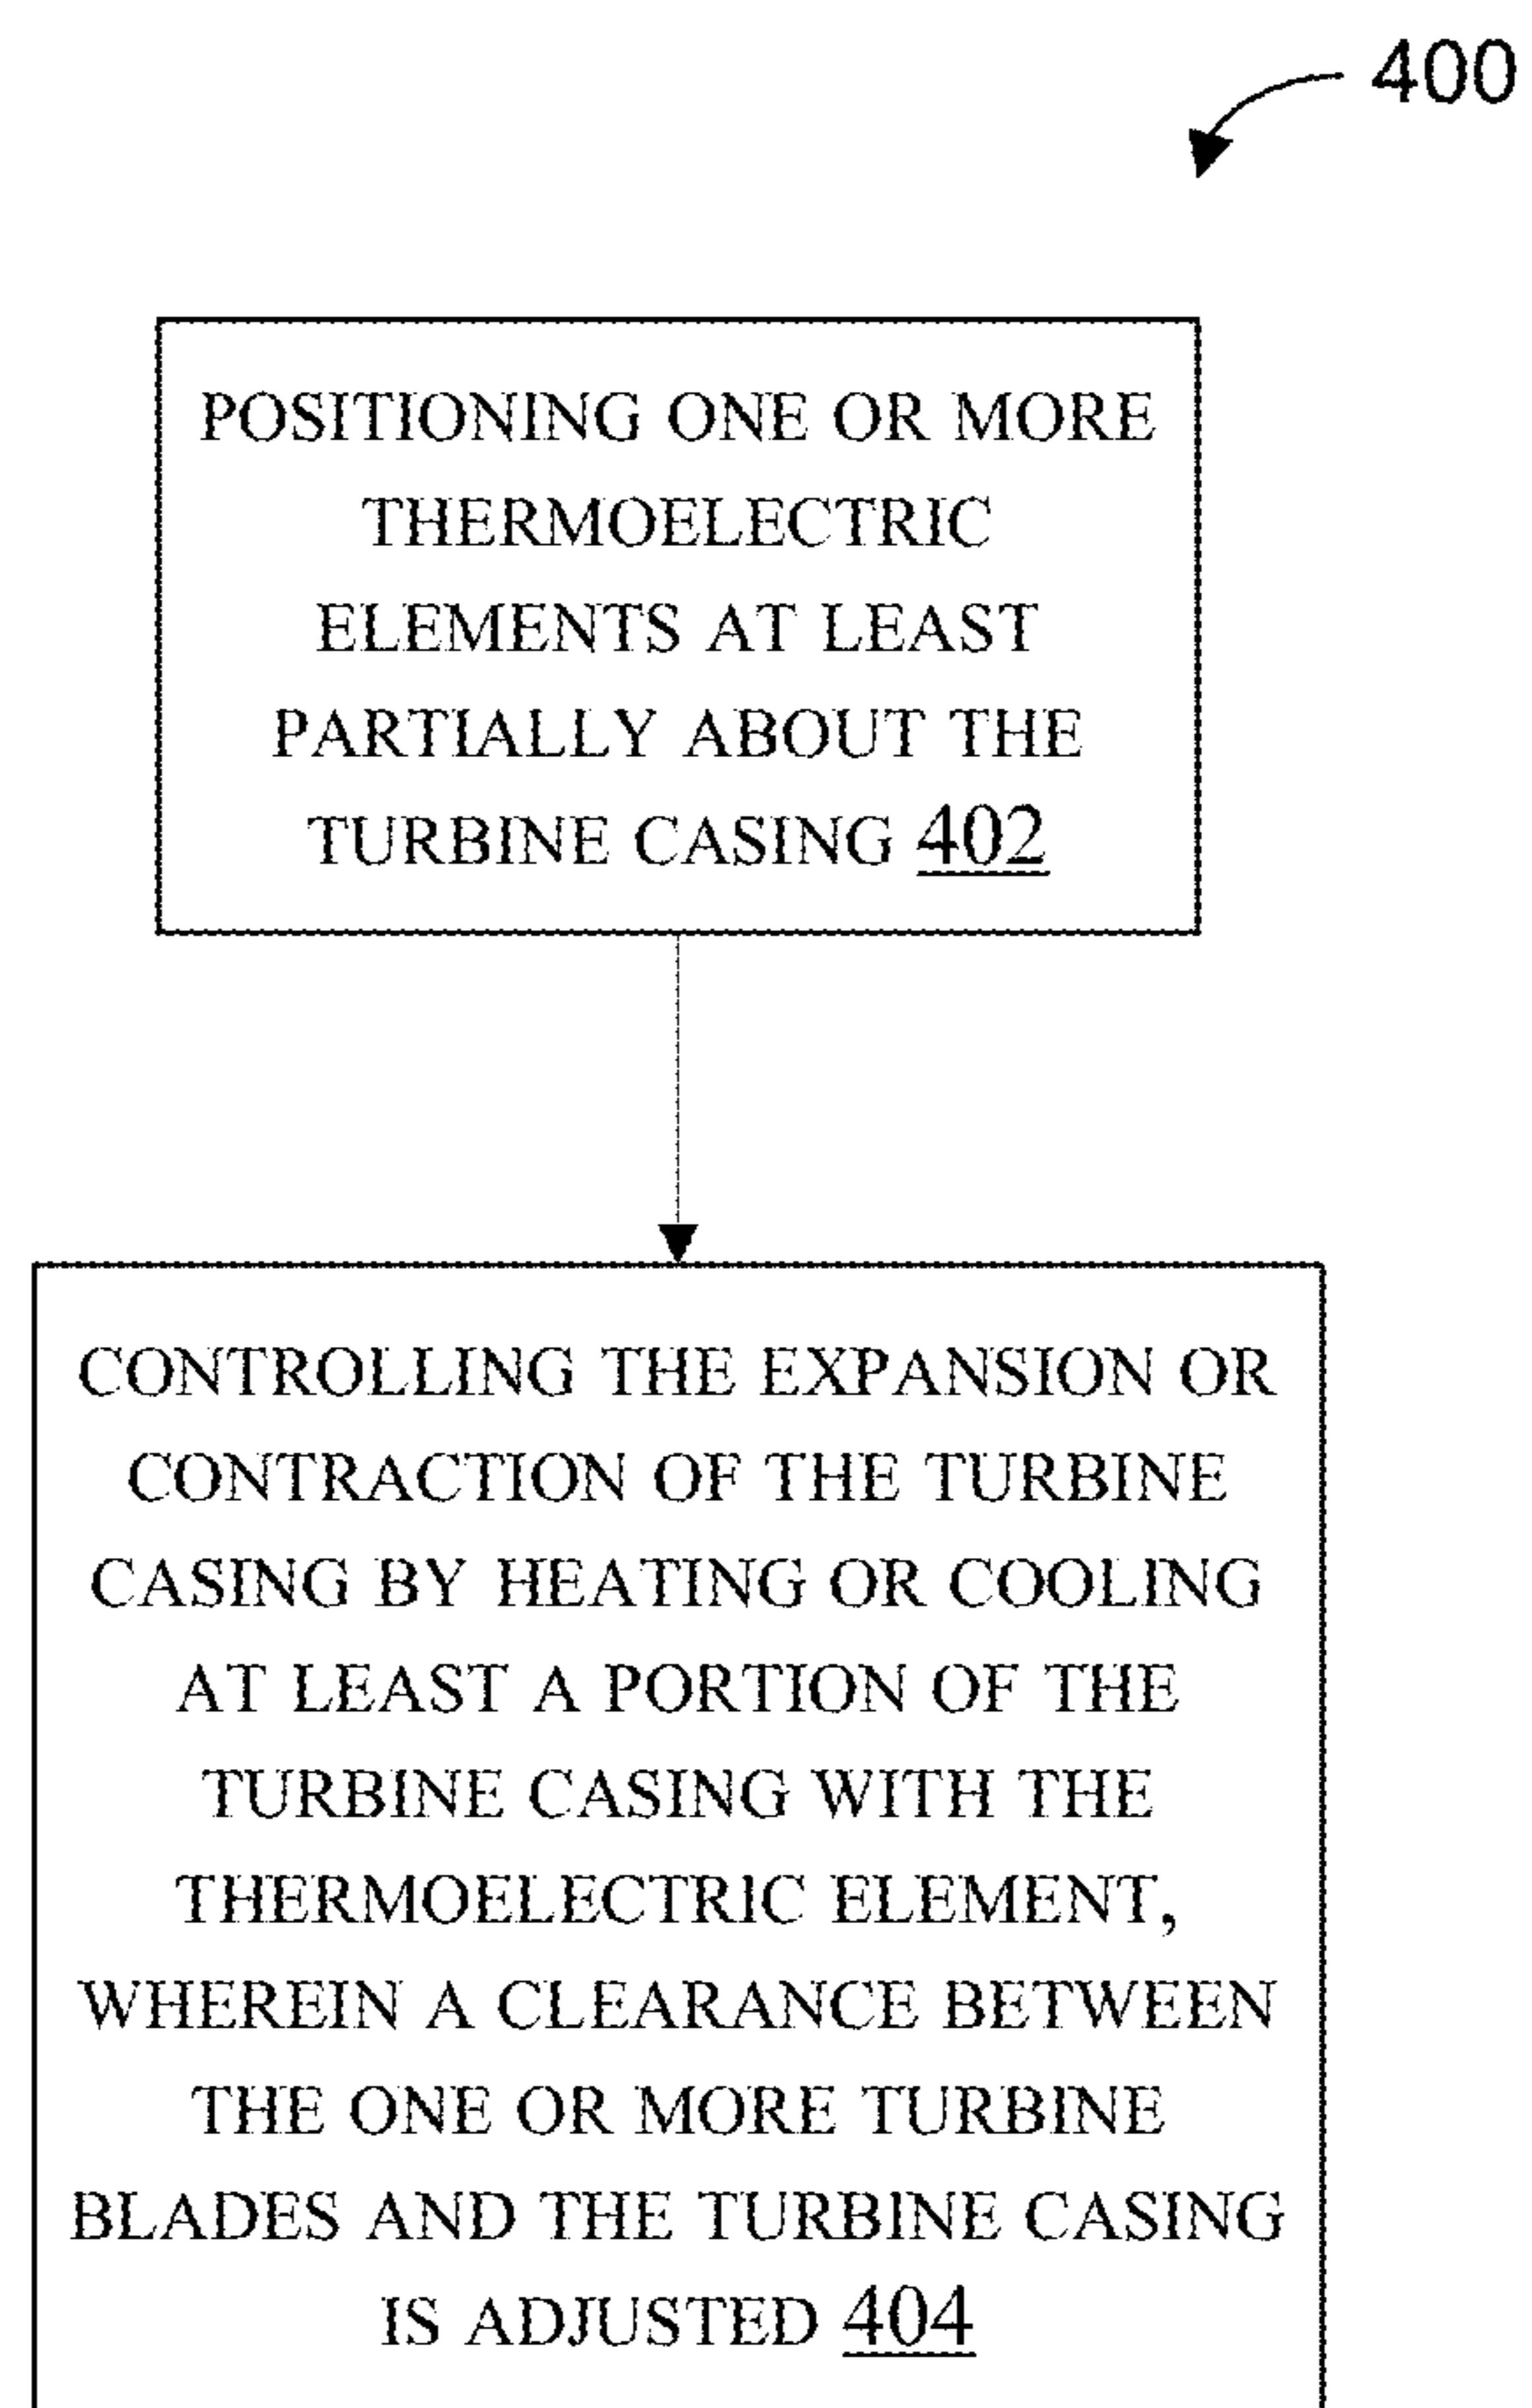 400
POSITIONING ONE OR MORE
THERMOELECTRIC
ELEMENTS AT LEAST
PARTIALLY ABOUT THE
TURBINE CASING 402
CONTROLLING THE EXPANSION OR
CONTRACTION OF THE TURBINE
CASING BY HEATING OR COOLING
AT LEAST A PORTION OF THE
TURBINE CASING WITH THE
THERMOELECTRIC ELEMENT,
WHEREIN A CLEARANCE BETWEEN
THE ONE OR MORE TURBINE
BLADES AND THE TURBINE CASING
IS ADJUSTED 404